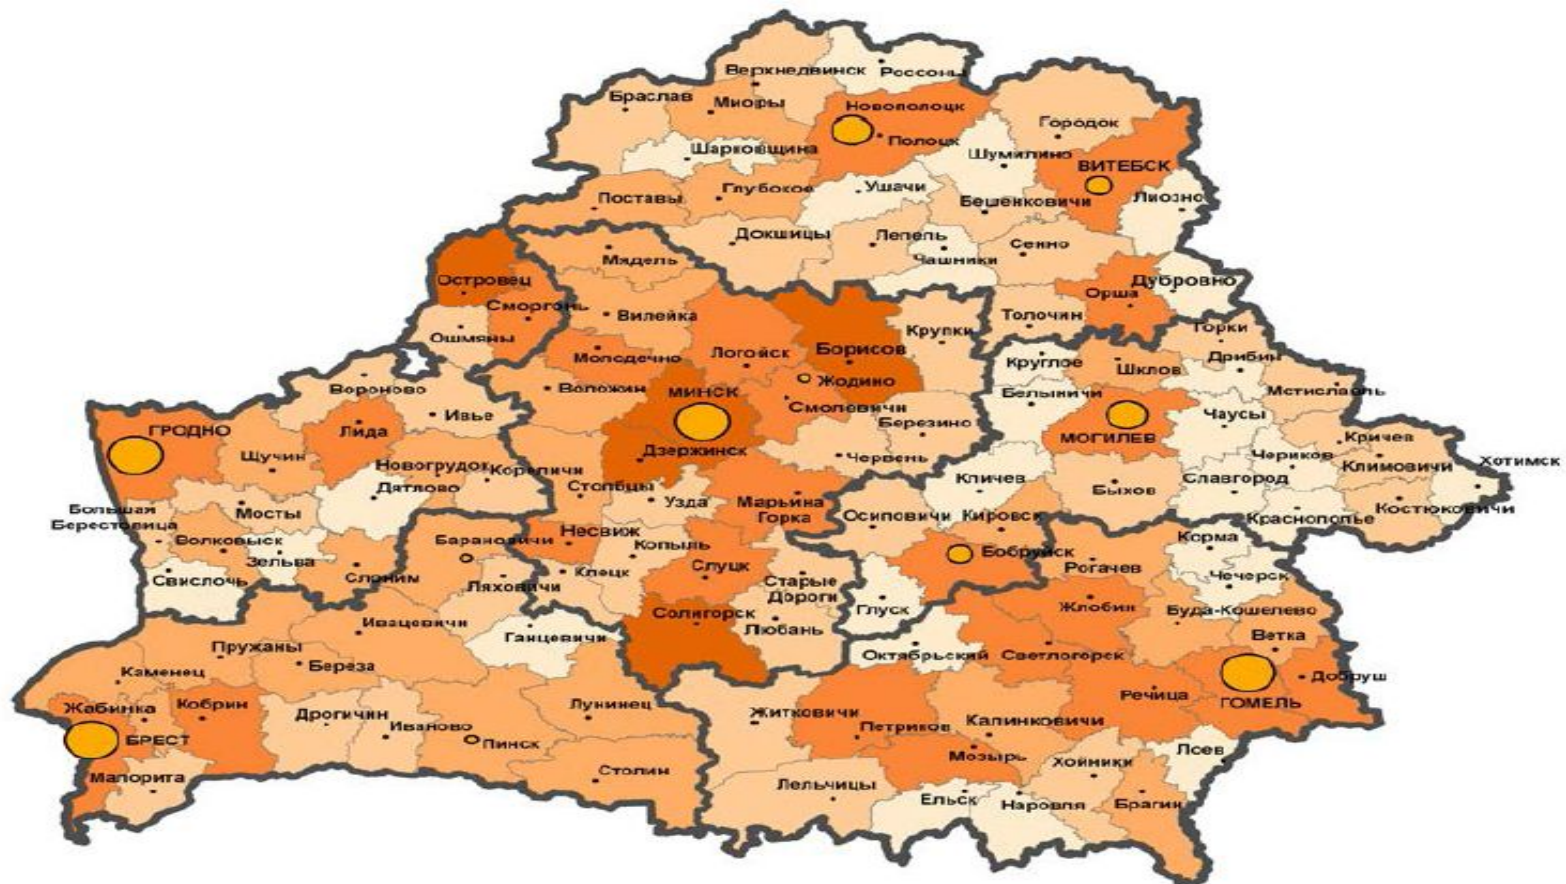 Верхнедвинск
Россоны
Браслав
Миоры
Новополоцк
Полоцк
Городок
Шарковщина
Шумилино
ВИТЕБСК
Поставы
Глубокое
Ушачи
Бешенковичи
Лиозно
Докшицы
Лепель
Чашники
Сенно
Мядель
Островец
Сморгонь
Ошмяны
Вилейка
Дубровно
Орша
Толочин
Крупки
Горки
Молодечно
Логойск
Борисов
Круглое
Шклов
Дрибин
Мстиславль
Вороново
Воложин
МИНСК
Жодино
Смолевичи
Белыничи
Чаусы
Ивье
ГРОДНО
Лида
Березино
МОГИЛЕВ
Кричев
Щучин
Новогрудок
Кореличи
Дзержинск
Червень
Чериков
Климовичи
Хотимск
Дятлово
Столбцы
Узда
Марьина
Горка
Кличев
Быхов
Славгород
Большая
Берестовица
Мосты
Осиповичи
Кировск
Краснополье
Костюковичи
Волковыск
Зельва
Барановичи
Несвиж
Копыль
Бобруйск
Рогачев
Корма
Свислочь
Слоним
Ляховичи
Клецк
Слуцк
Старые
Дороги
Глуск
Чечерск
Жлобин
Буда-Кошелево
Ивацевичи
Ганцевичи
Солигорск
Любань
Октябрьский
Светлогорск
Ветка
Пружаны
Береза
Каменец
Добруш
Жабинка
Кобрин
Дрогичин
Иваново
Лунинец
Житковичи
Петриков
Калинковичи
Речица
ГОМЕЛЬ
БРЕСТ
Пинск
Малорита
Столин
Лельчицы
Мозырь
Хойники
Лоев
Ельск
Наровля
Брагин